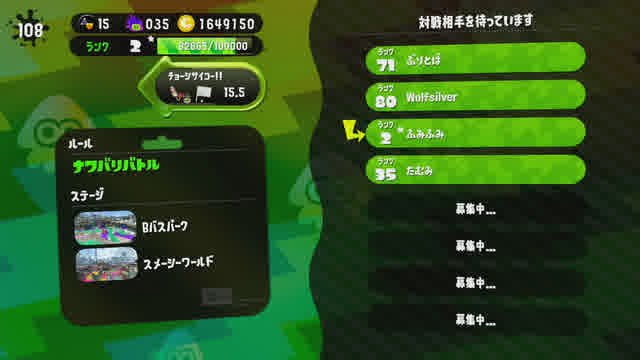 108
15
035
1649150
ランク
2
82865/100000
チョーシサイコー!!
15.5
ルール
ナワバリバトル
ステージ
Bバスパーク
スメーシーワールド
対戦相手を待っています
ランク
71
ぷりとぱ
ランク
80
Wolfsilver
ランク
2
ふみふみ
ランク
35
たむみ
募集中...
募集中...
募集中...
募集中...